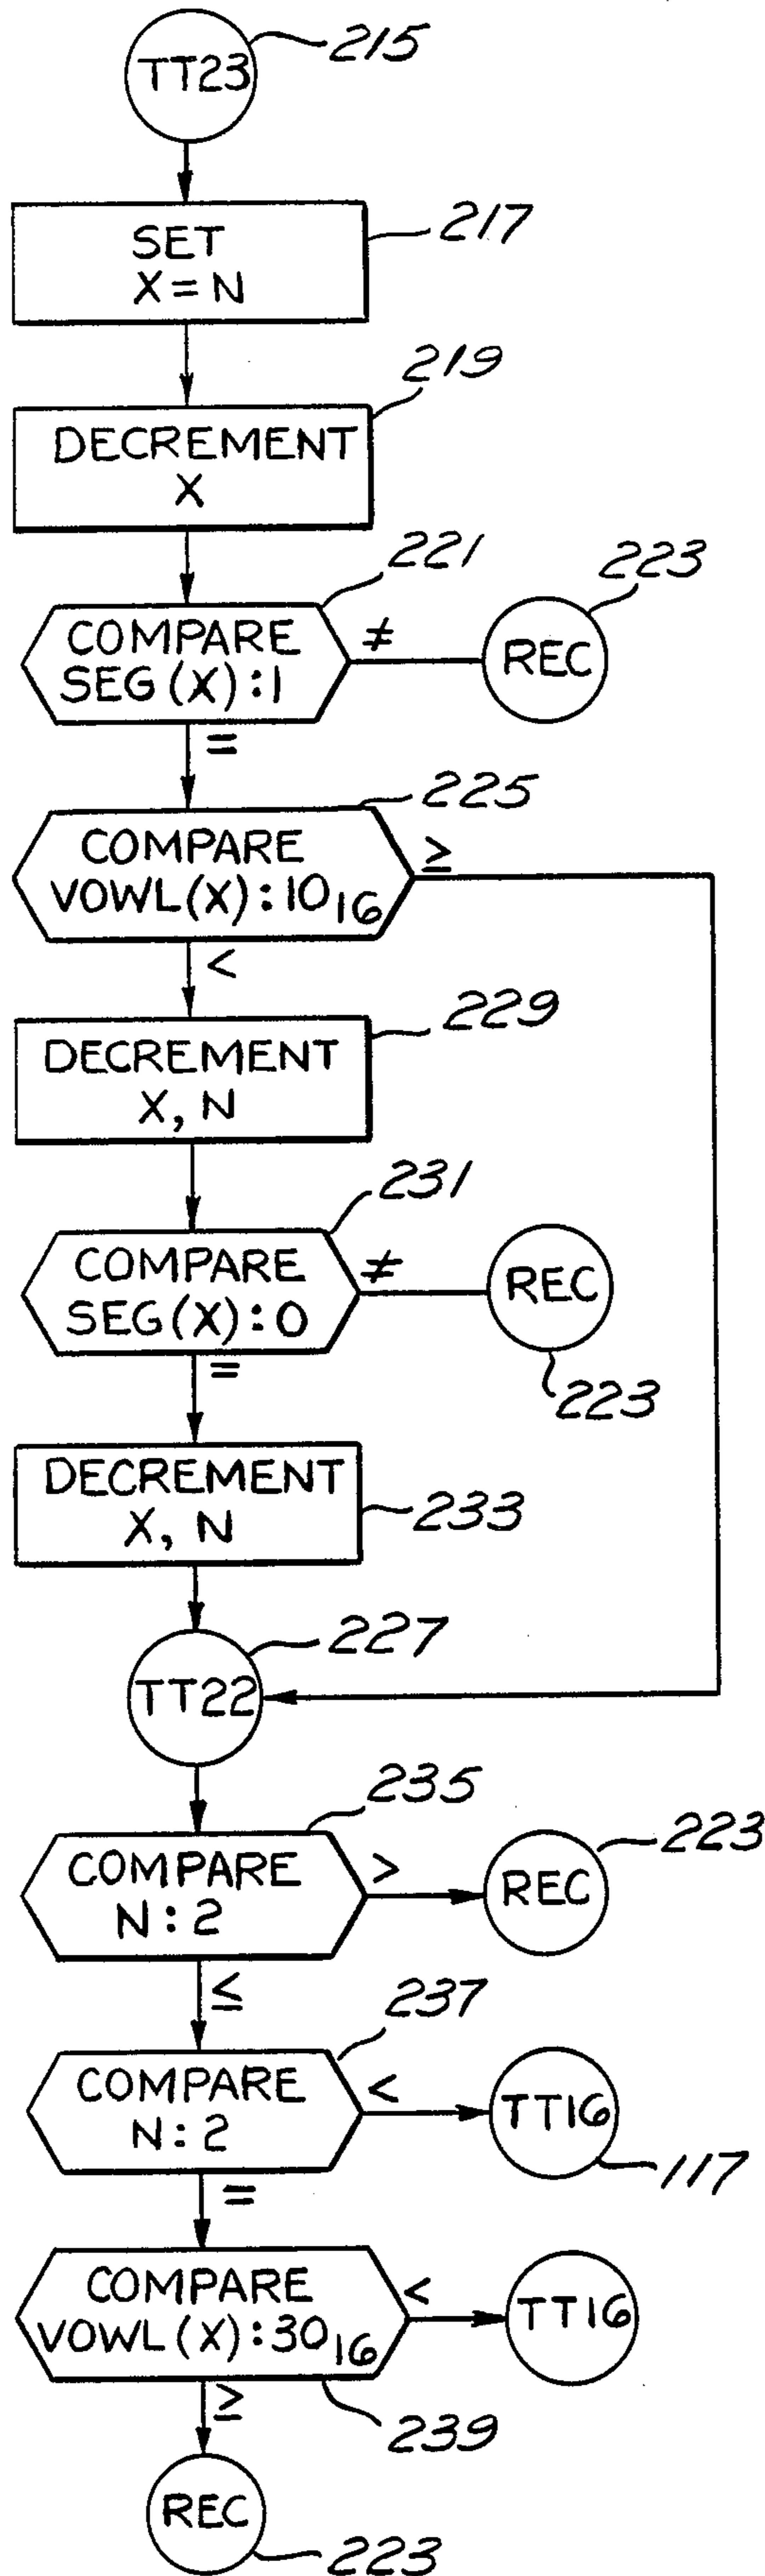 TT23
215
SET
X = N
217
DECREMENT
X
219
COMPARE
SEG(X):1
221
≠
REC
223
=
COMPARE
VOWL(X):10₁₆
225
≥
<
DECREMENT
X, N
229
COMPARE
SEG(X):0
231
≠
REC
223
=
DECREMENT
X, N
233
TT22
227
COMPARE
N:2
235
>
REC
223
≤
COMPARE
N:2
237
<
TT16
117
=
COMPARE
VOWL(X):30₁₆
239
<
TT16
≥
REC
223